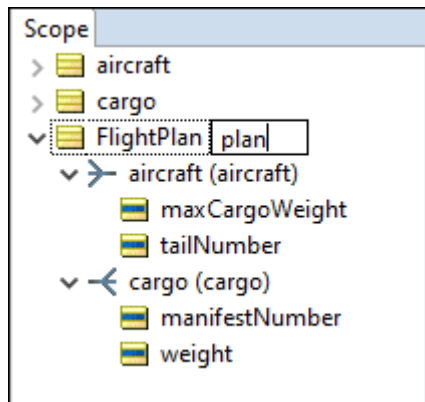 Scope
aircraft
cargo
FlightPlan plan
aircraft (aircraft)
maxCargoWeight
tailNumber
cargo (cargo)
manifestNumber
weight